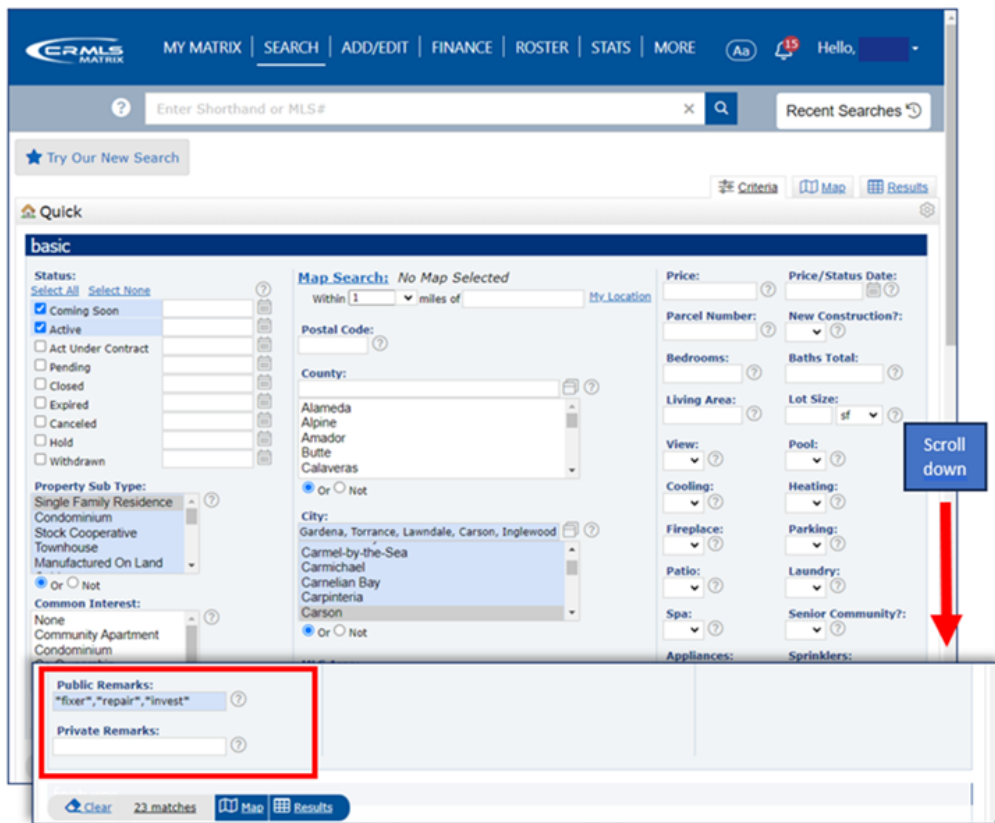 CRMLS MATRIX MY MATRIX SEARCH ADD/EDIT FINANCE ROSTER STATS MORE Aa 15 Hello,
? Enter Shorthand or MLS# × Recent Searches
Try Our New Search
Criteria Map Results
Quick
basic
Status:
Select All Select None ?
Coming Soon
Active
Act Under Contract
Pending
Closed
Expired
Canceled
Hold
Withdrawn
Property Sub Type:
Single Family Residence ?
Condominium
Stock Cooperative
Townhouse
Manufactured On Land
Or Not
Common Interest:
None ?
Community Apartment
Condominium
Map Search: No Map Selected
Within 1 miles of My Location
Postal Code:
?
County:
?
Alameda
Alpine
Amador
Butte
Calaveras
Or Not
City:
Gardena, Torrance, Lawndale, Carson, Inglewood ?
Carmel-by-the-Sea
Carmichael
Carnelian Bay
Carpinteria
Carson
Or Not
Price: Price/Status Date:
? ?
Parcel Number: New Construction?:
? ?
Bedrooms: Baths Total:
? ?
Living Area: Lot Size:
? sf ?
View: Pool:
? ?
Cooling: Heating:
? ?
Fireplace: Parking:
? ?
Patio: Laundry:
? ?
Spa: Senior Community?:
? ?
Appliances: Sprinklers:
Scroll
down
Public Remarks:
"fixer","repair","invest" ?
Private Remarks:
?
Clear 23 matches Map Results